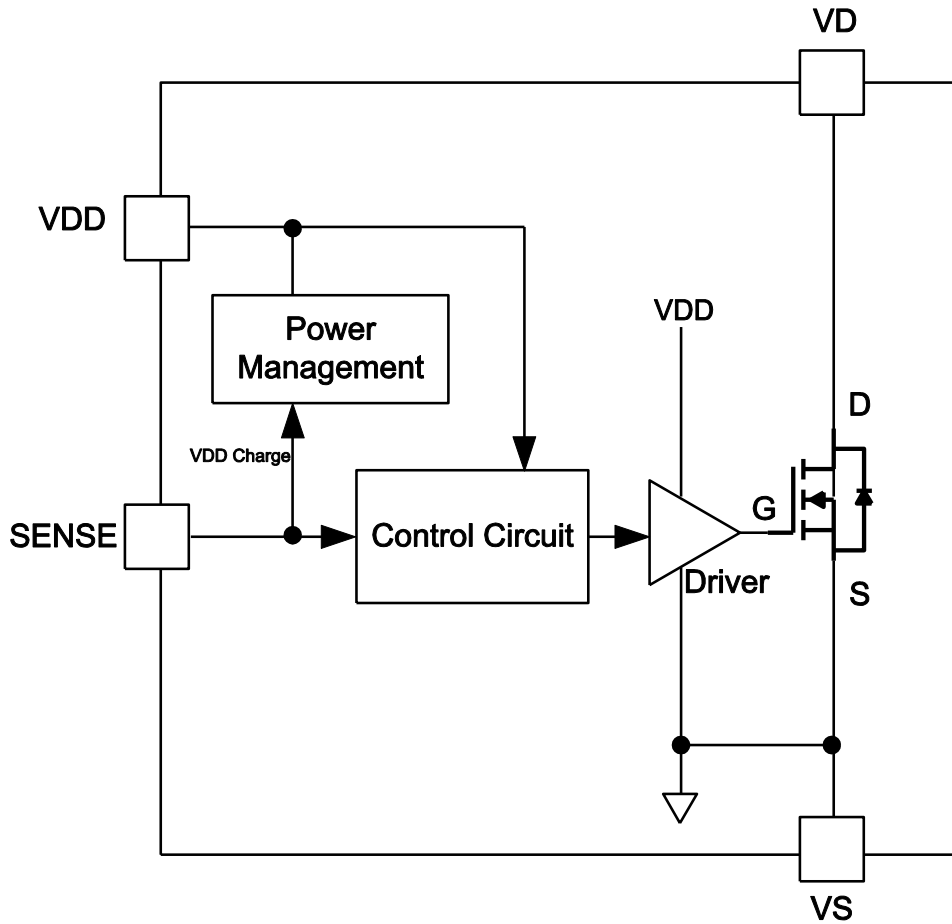 VD
VDD
Power
Management
VDD
D
VDD Charge
G
SENSE
Control Circuit
Driver
S
VS